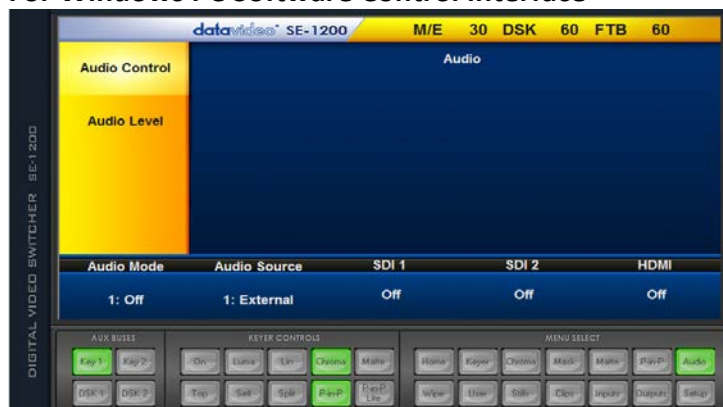 For Windows PC Software Control Interface
datavideo SE-1200 M/E 30 DSK 60 FTB 60
Audio Control
Audio
Audio Level
Audio Mode Audio Source SDI 1 SDI 2 HDMI
1: Off 1: External Off Off Off
DIGITAL VIDEO SWITCHER SE-1200
AUX BUSES KEYER CONTROLS MENU SELECT
Key 1 Key 2 On Luma Lin Chroma Matte Home Keyer Chroma Mask Matte P-in-P Audio
DSK 1 DSK 2 Top Self Split P-in-P P-in-P Lite Wipe User Stills Clips Inputs Outputs Setup